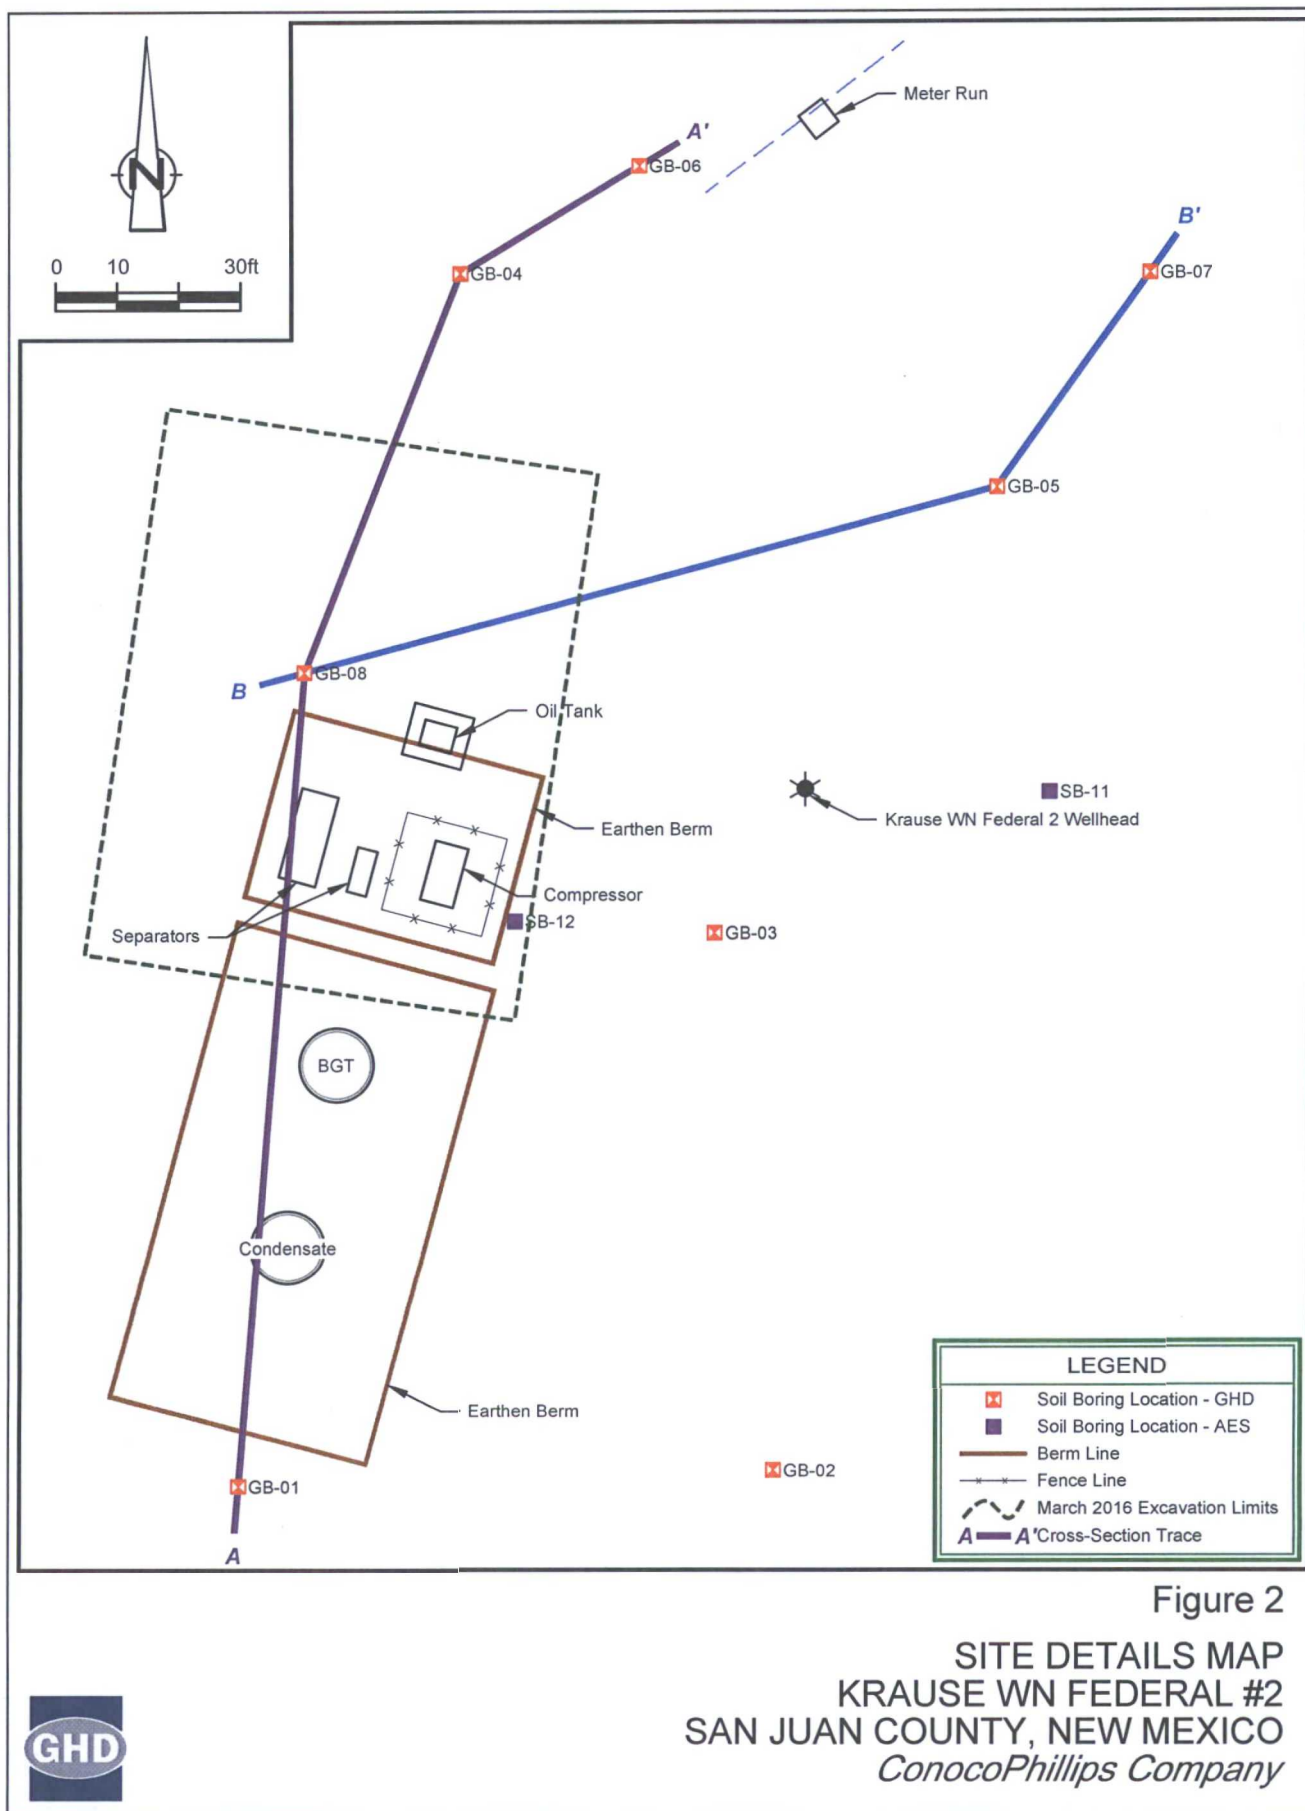 N
0 10 30ft
Meter Run
A'
GB-06
GB-04
B'
GB-07
GB-05
GB-08
B
Oil Tank
SB-11
Krause WN Federal 2 Wellhead
Earthen Berm
Compressor
SB-12
GB-03
Separators
BGT
Condensate
Earthen Berm
GB-02
GB-01
A
LEGEND
Soil Boring Location - GHD
Soil Boring Location - AES
Berm Line
Fence Line
March 2016 Excavation Limits
A A' Cross-Section Trace
Figure 2
SITE DETAILS MAP
KRAUSE WN FEDERAL #2
SAN JUAN COUNTY, NEW MEXICO
ConocoPhillips Company
GHD